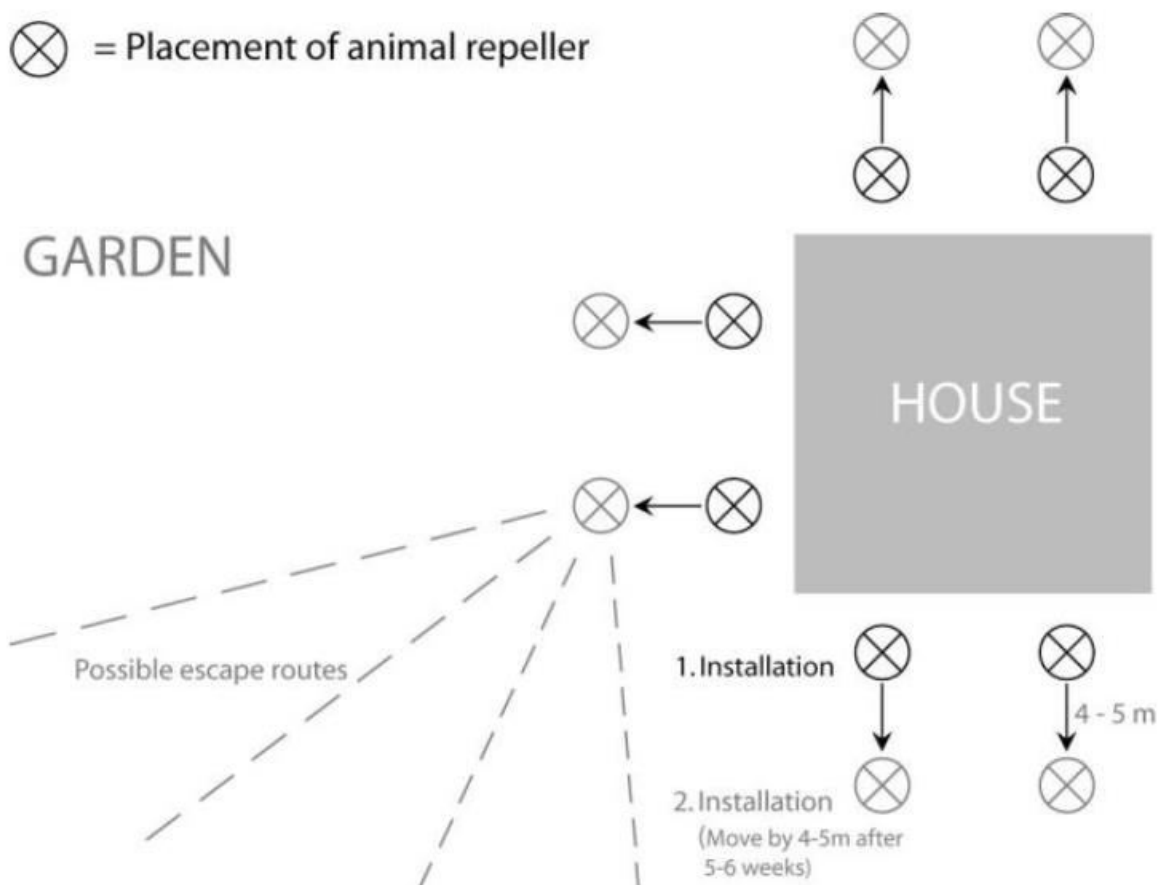 = Placement of animal repeller
GARDEN
HOUSE
Possible escape routes
1. Installation
4 - 5 m
2. Installation
(Move by 4-5m after
5-6 weeks)